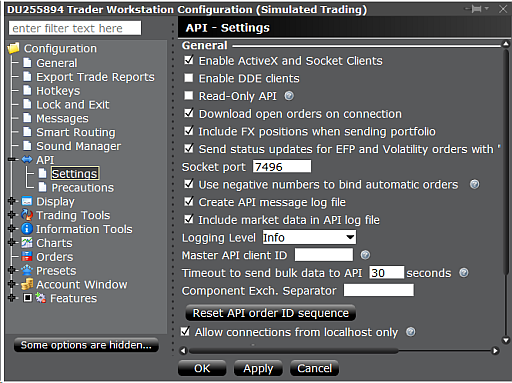 DU255894 Trader Workstation Configuration (Simulated Trading)
enter filter text here
Configuration
General
Export Trade Reports
Hotkeys
Lock and Exit
Messages
Smart Routing
Sound Manager
API
Settings
Precautions
Display
Trading Tools
Information Tools
Charts
Orders
Presets
Account Window
Features
Some options are hidden...
API - Settings
General
Enable ActiveX and Socket Clients
Enable DDE clients
Read-Only API
Download open orders on connection
Include FX positions when sending portfolio
Send status updates for EFP and Volatility orders with "
Socket port 7496
Use negative numbers to bind automatic orders
Create API message log file
Include market data in API log file
Logging Level Info
Master API client ID
Timeout to send bulk data to API 30 seconds
Component Exch. Separator
Reset API order ID sequence
Allow connections from localhost only
OK Apply Cancel